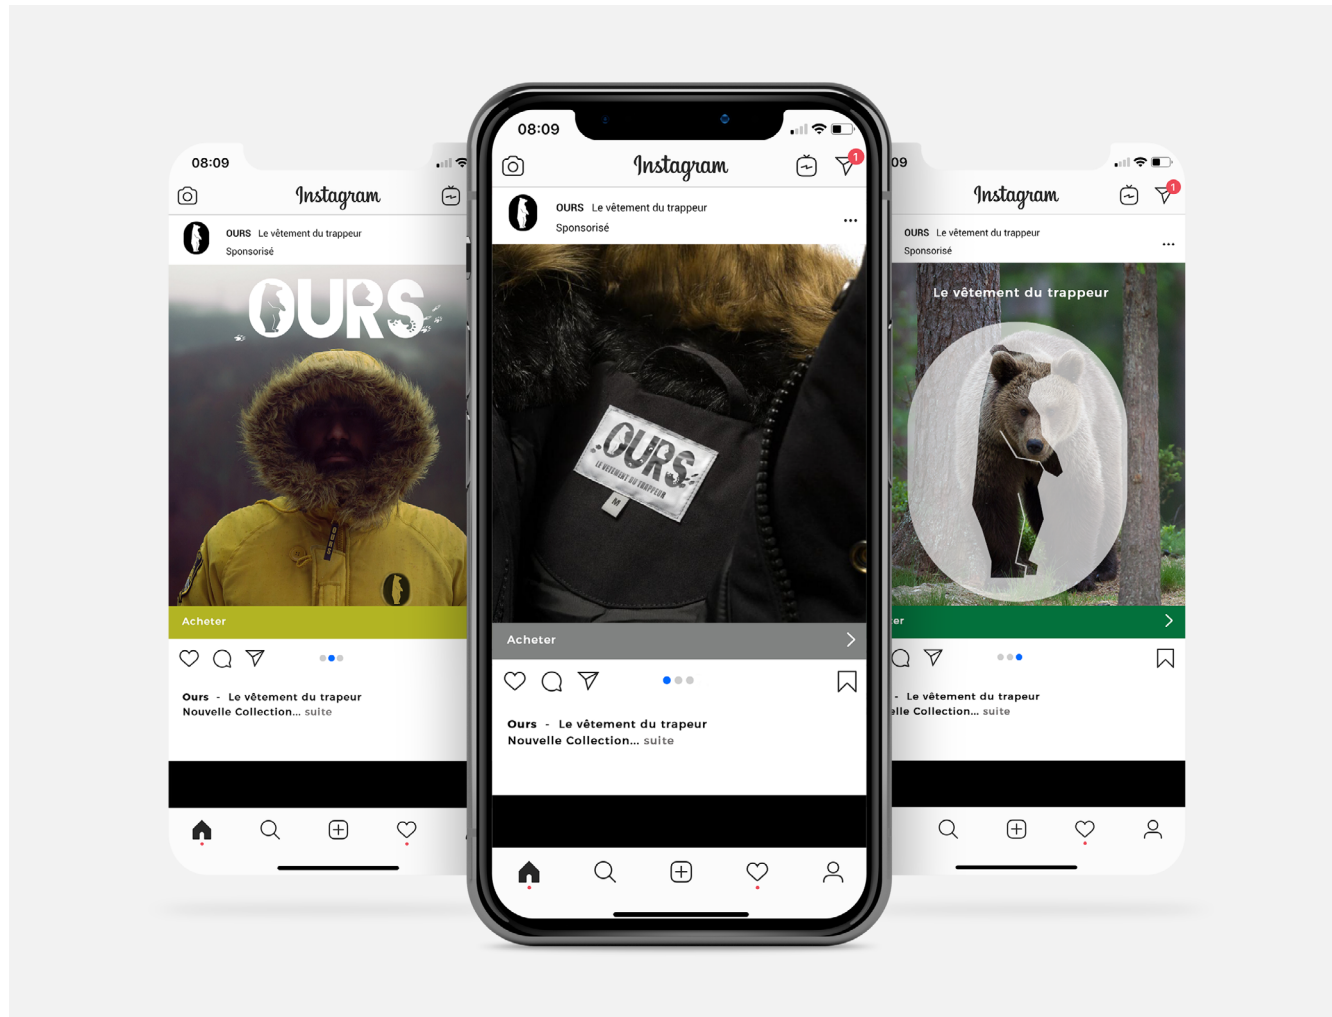 08:09
Instagram
OURS Le vêtement du trappeur
Sponsorisé
OURS
OURS
Acheter
Ours - Le vêtement du trapeur
Nouvelle Collection... suite
08:09
Instagram
1
OURS Le vêtement du trappeur
Sponsorisé
OURS
LE VETEMENT DU TRAPPEUR
M
Acheter
Ours - Le vêtement du trapeur
Nouvelle Collection... suite
09
Instagram
1
OURS Le vêtement du trappeur
Sponsorisé
Le vêtement du trappeur
er
- Le vêtement du trapeur
elle Collection... suite